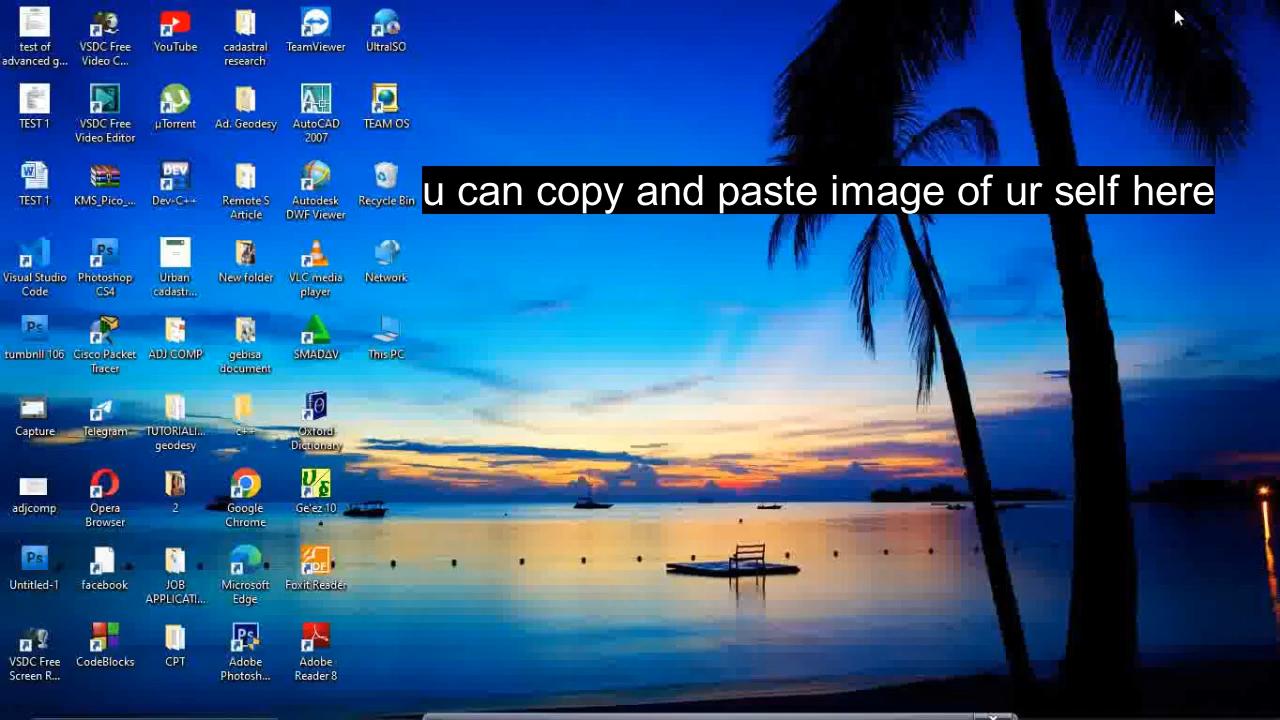 test of
advanced g...
VSDC Free
Video C...
YouTube
cadastral
research
TeamViewer
UltraISO
TEST 1
VSDC Free
Video Editor
µTorrent
Ad. Geodesy
AutoCAD
2007
TEAM OS
TEST 1
KMS_Pico_...
Dev-C++
Remote S
Article
Autodesk
DWF Viewer
Recycle Bin
u can copy and paste image of ur self here
Visual Studio
Code
Photoshop
CS4
Urban
cadastr...
New folder
VLC media
player
Network
tumbnll 106
Cisco Packet
Tracer
ADJ COMP
gebisa
document
SMADΔV
This PC
Capture
Telegram
TUTORIALI...
geodesy
c++
Oxford
Dictionary
adjcomp
Opera
Browser
2
Google
Chrome
Ge'ez 10
Untitled-1
facebook
JOB
APPLICATI...
Microsoft
Edge
Foxit Reader
VSDC Free
Screen R...
CodeBlocks
CPT
Adobe
Photosh...
Adobe
Reader 8